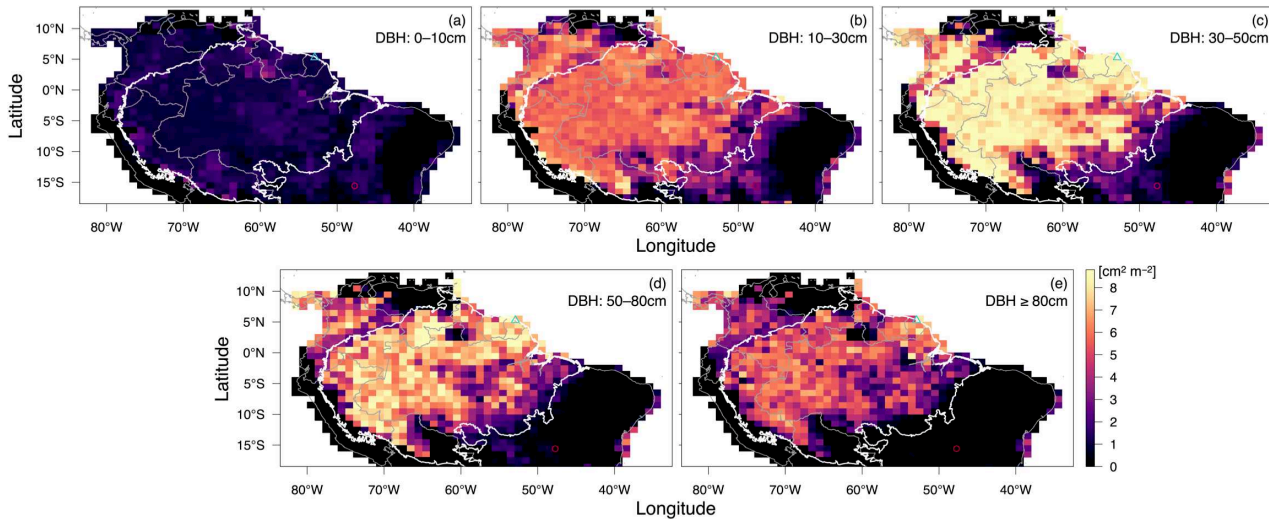 (a)
DBH: 0–10cm
(b)
DBH: 10–30cm
(c)
DBH: 30–50cm
10°N
5°N
0°N
5°S
10°S
15°S
Latitude
80°W 70°W 60°W 50°W 40°W
80°W 70°W 60°W 50°W 40°W
80°W 70°W 60°W 50°W 40°W
Longitude
(d)
DBH: 50–80cm
(e)
DBH ≥ 80cm
10°N
5°N
0°N
5°S
10°S
15°S
Latitude
80°W 70°W 60°W 50°W 40°W
80°W 70°W 60°W 50°W 40°W
Longitude
[cm² m⁻²]
8
7
6
5
4
3
2
1
0